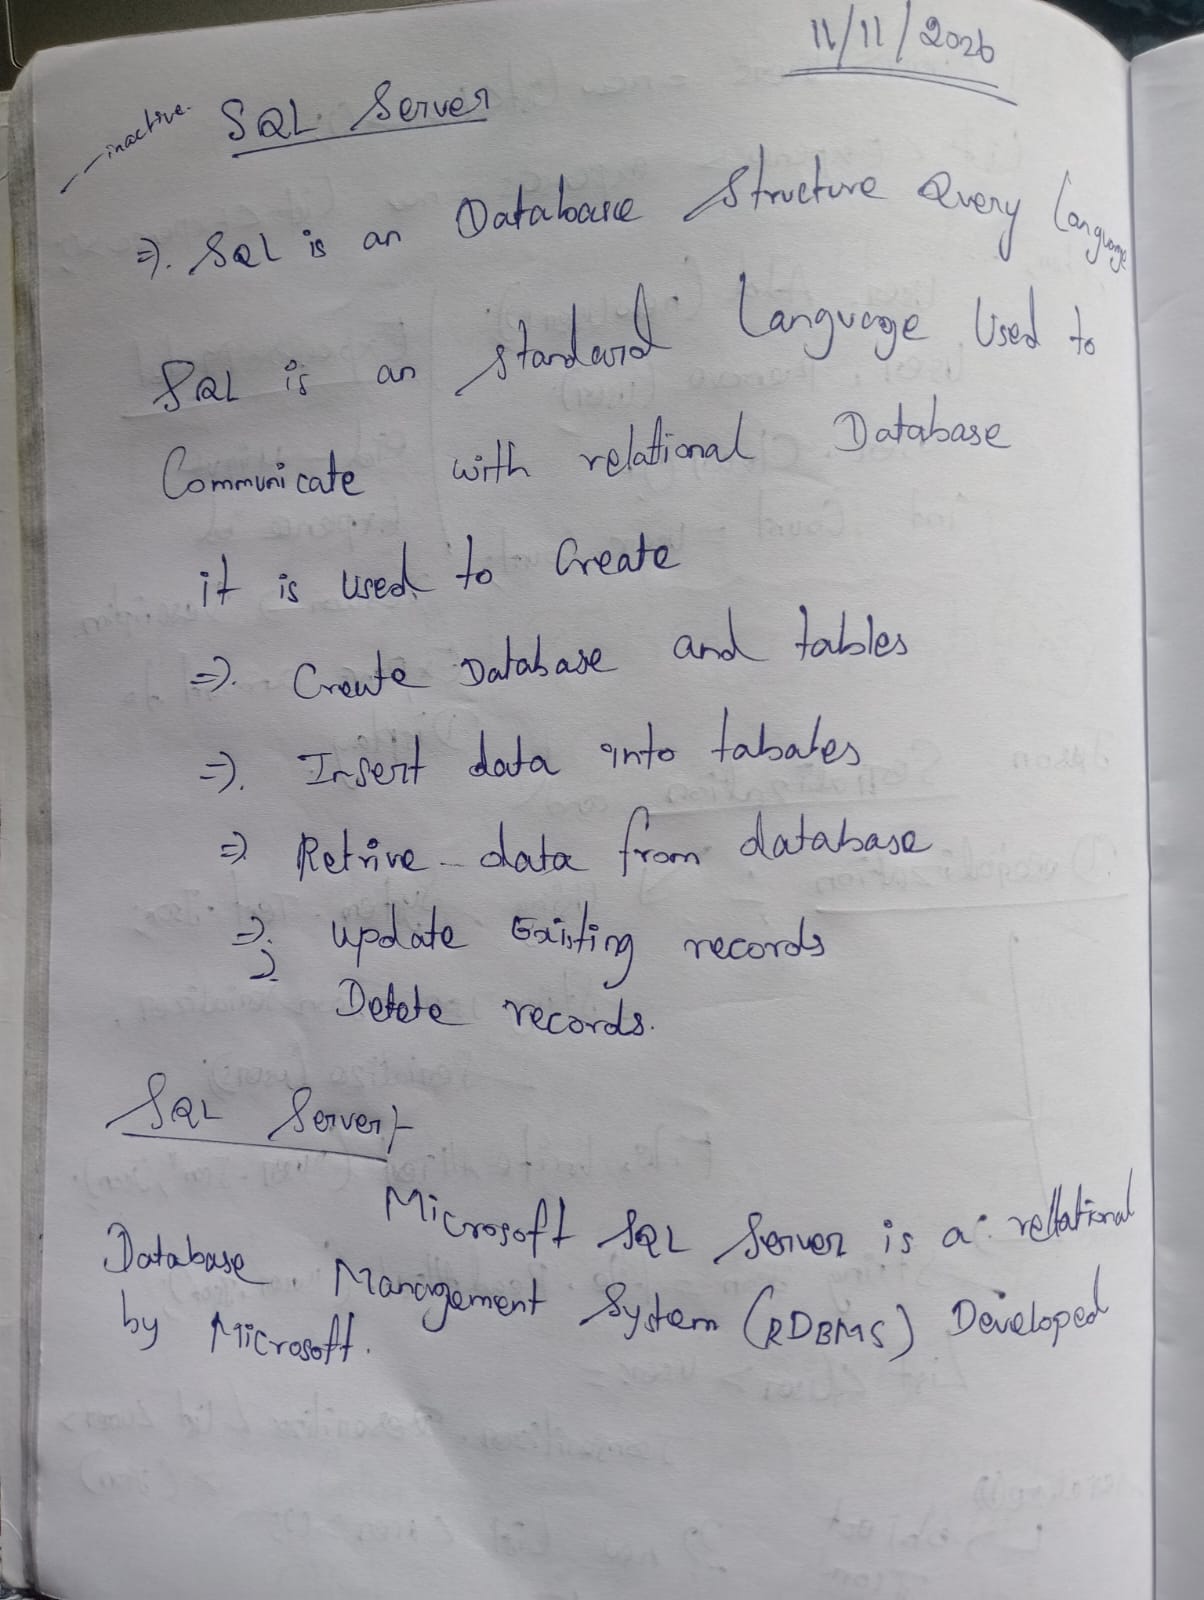 11/11/2026
--inactive.
SQL Server
⇒. SQL is an Database Structure Query Language
SQL is an standard Language Used to
Communicate with relational Database
it is used to Create
⇒. Create Database and tables
⇒. Insert data into tabales
⇒ Retrive data from database
⇒. update Existing records
Delete records.
SQL Server:-
Microsoft SQL Server is a rellational
Database Management System (RDBMS) Developed
by Microsoft.